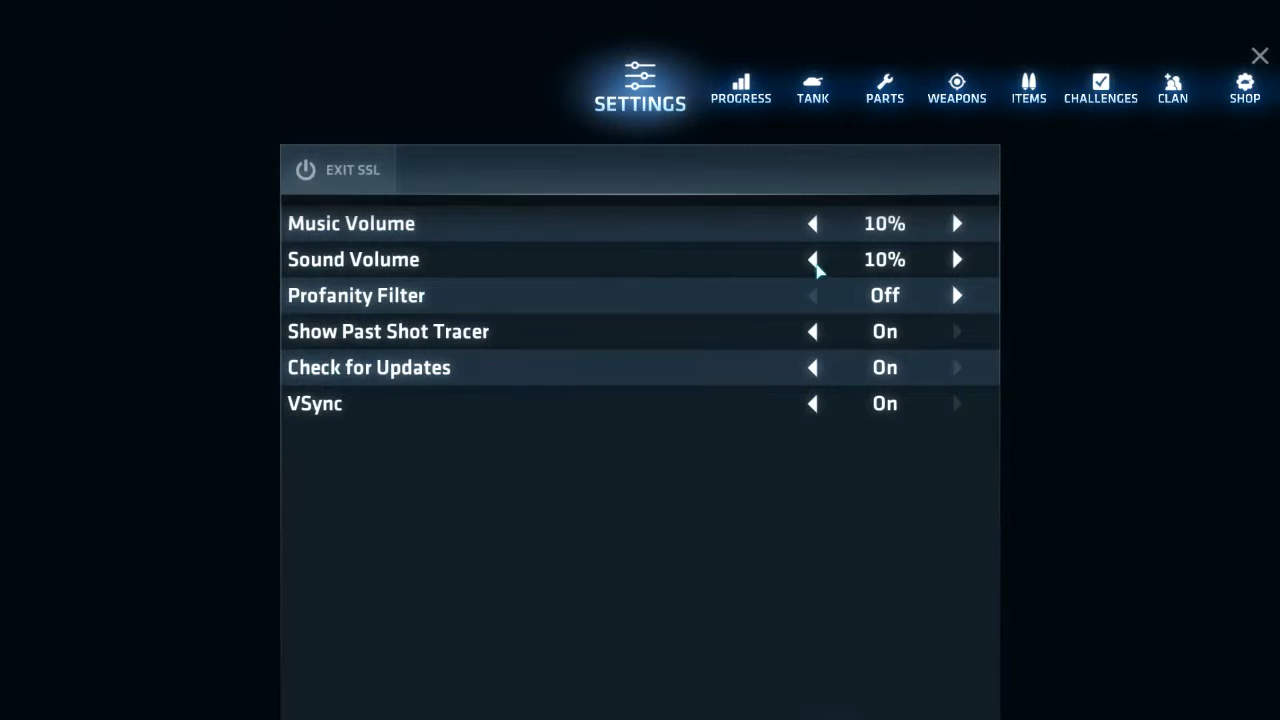 SETTINGS PROGRESS TANK PARTS WEAPONS ITEMS CHALLENGES CLAN SHOP
EXIT SSL
Music Volume 10%
Sound Volume 10%
Profanity Filter Off
Show Past Shot Tracer On
Check for Updates On
VSync On